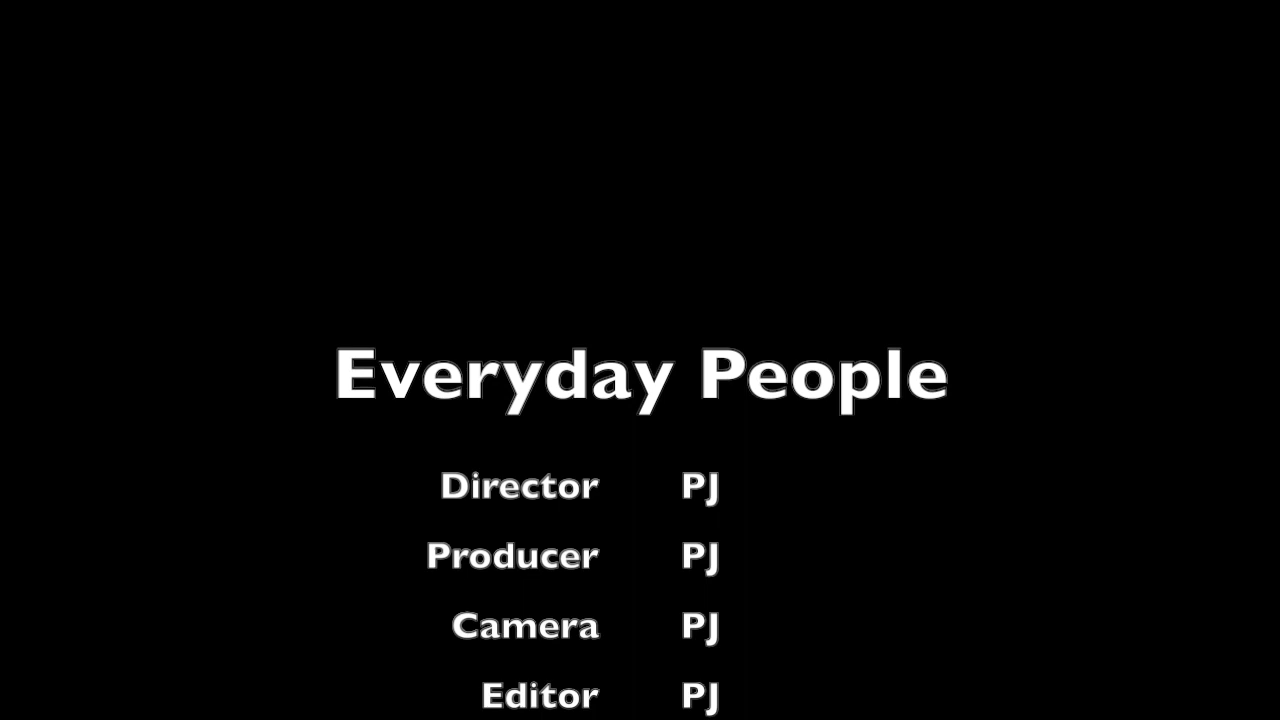 Everyday People
Director PJ
Producer PJ
Camera PJ
Editor PJ